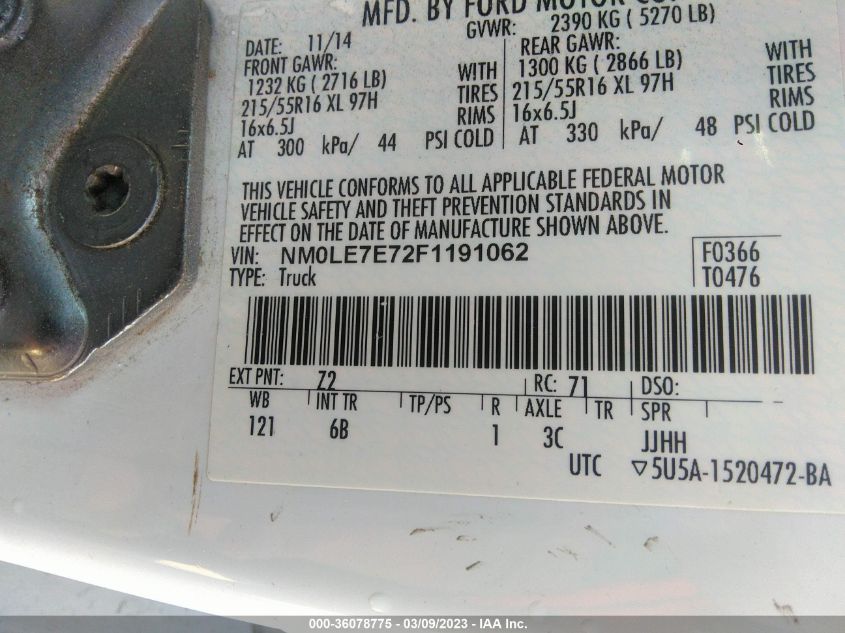 MFD. BY FORD MOTOR CO
GVWR: 2390 KG ( 5270 LB)
DATE: 11/14
FRONT GAWR:
1232 KG ( 2716 LB) WITH
215/55R16 XL 97H TIRES
16x6.5J RIMS
AT 300 kPa/ 44 PSI COLD
REAR GAWR:
1300 KG ( 2866 LB) WITH
215/55R16 XL 97H TIRES
16x6.5J RIMS
AT 330 kPa/ 48 PSI COLD
THIS VEHICLE CONFORMS TO ALL APPLICABLE FEDERAL MOTOR
VEHICLE SAFETY AND THEFT PREVENTION STANDARDS IN
EFFECT ON THE DATE OF MANUFACTURE SHOWN ABOVE.
VIN: NM0LE7E72F1191062
TYPE: Truck
F0366
T0476
EXT PNT: Z2 RC: 71 DSO:
WB INT TR TP/PS R AXLE TR SPR
121 6B 1 3C JJHH
UTC ▽5U5A-1520472-BA
000-36078775 - 03/09/2023 - IAA Inc.